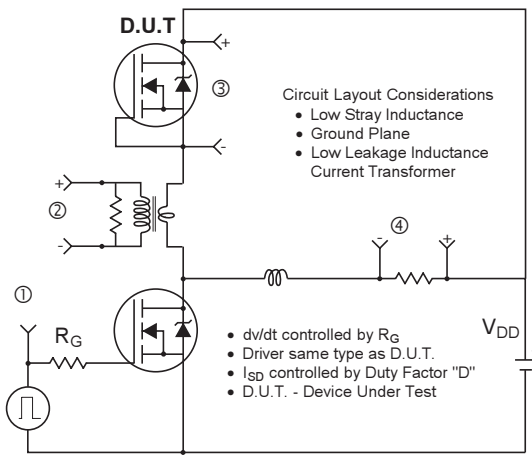 D.U.T
+
③
-
Circuit Layout Considerations
• Low Stray Inductance
• Ground Plane
• Low Leakage Inductance
Current Transformer
+
②
-
-
④
+
①
RG
VDD
• dv/dt controlled by RG
• Driver same type as D.U.T.
• ISD controlled by Duty Factor "D"
• D.U.T. - Device Under Test